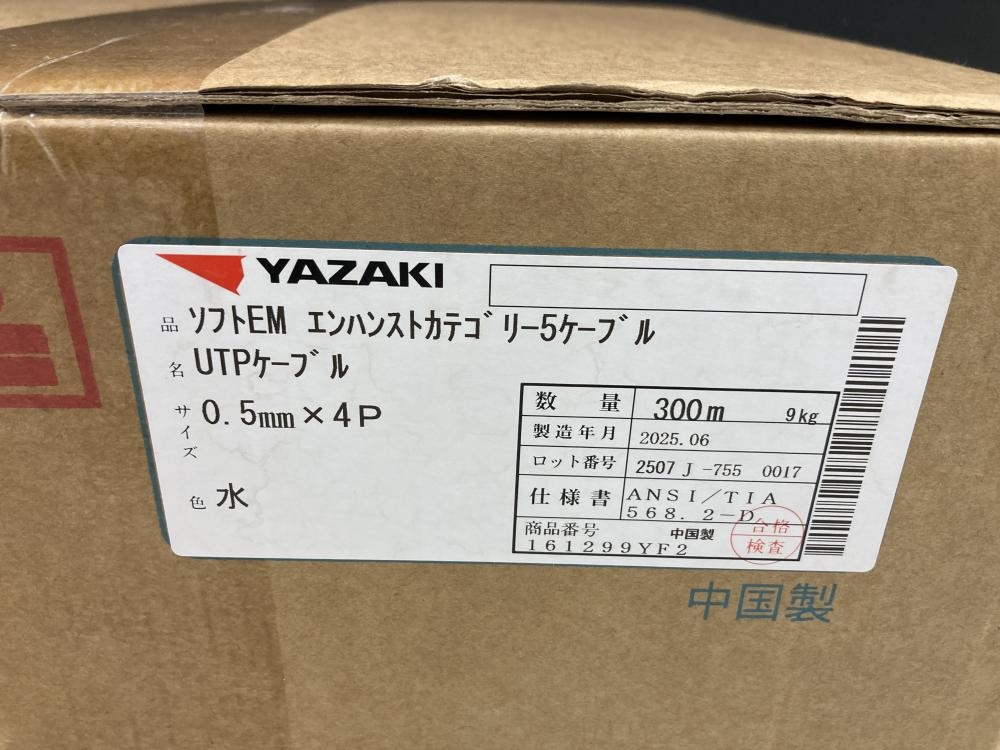 YAZAKI
品名 ソフトEM エンハンストカテゴリー5ケーブル
UTPケーブル
サイズ 0.5mm×4P
色 水
数量 300m 9kg
製造年月 2025.06
ロット番号 2507 J -755 0017
仕様書 ANSI/TIA
568.2-D
商品番号 中国製
161299YF2
合格
検査
中国製